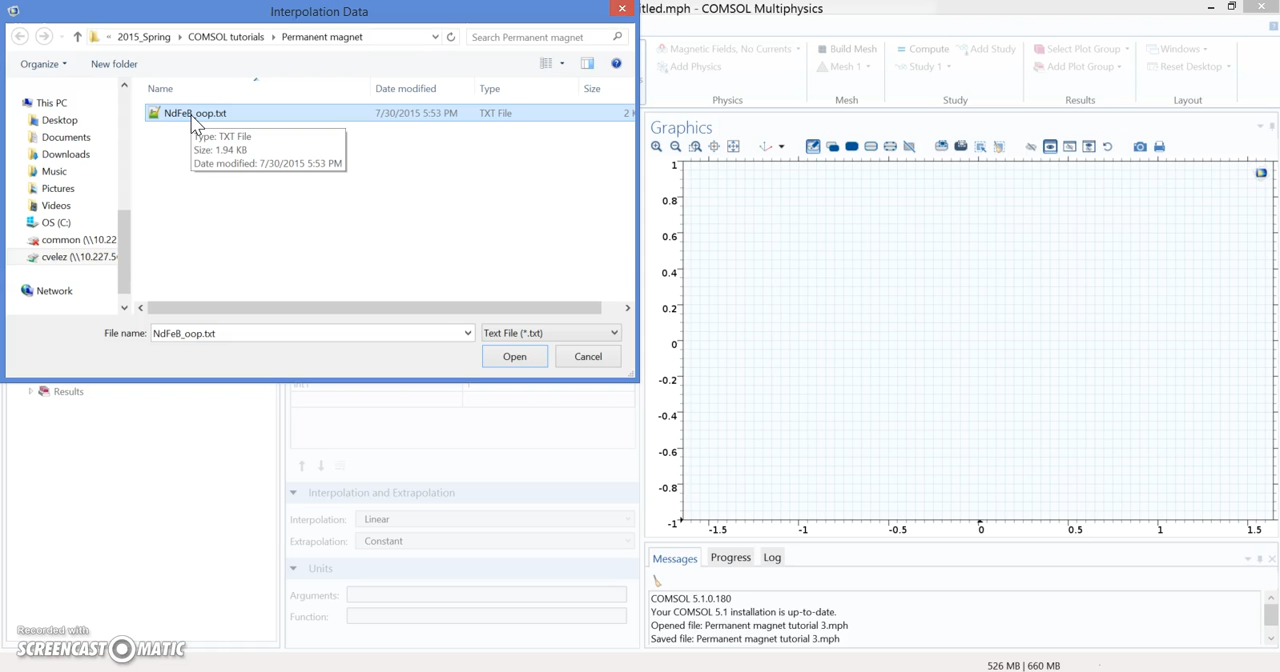 Interpolation Data
tled.mph - COMSOL Multiphysics
« 2015_Spring COMSOL tutorials Permanent magnet
Search Permanent magnet
Organize
New folder
Name
Date modified
Type
Size
This PC
Desktop
Documents
Downloads
Music
Pictures
Videos
OS (C:)
common (\\10.22
cvelez (\\10.227.5
Network
NdFeB_oop.txt
7/30/2015 5:53 PM
TXT File
2 K
Type: TXT File
Size: 1.94 KB
Date modified: 7/30/2015 5:53 PM
File name: NdFeB_oop.txt
Text File (*.txt)
Open
Cancel
Magnetic Fields, No Currents
Add Physics
Physics
Build Mesh
Mesh 1
Mesh
Compute
Add Study
Study 1
Study
Select Plot Group
Add Plot Group
Results
Windows
Reset Desktop
Layout
Graphics
1
0.8
0.6
0.4
0.2
0
-0.2
-0.4
-0.6
-0.8
-1
-1.5
-1
-0.5
0
0.5
1
1.5
Results
int1
1
Interpolation and Extrapolation
Interpolation: Linear
Extrapolation: Constant
Units
Arguments:
Function:
Messages
Progress
Log
COMSOL 5.1.0.180
Your COMSOL 5.1 installation is up-to-date.
Opened file: Permanent magnet tutorial 3.mph
Saved file: Permanent magnet tutorial 3.mph
526 MB | 660 MB
Recorded with
SCREENCAST-O-MATIC